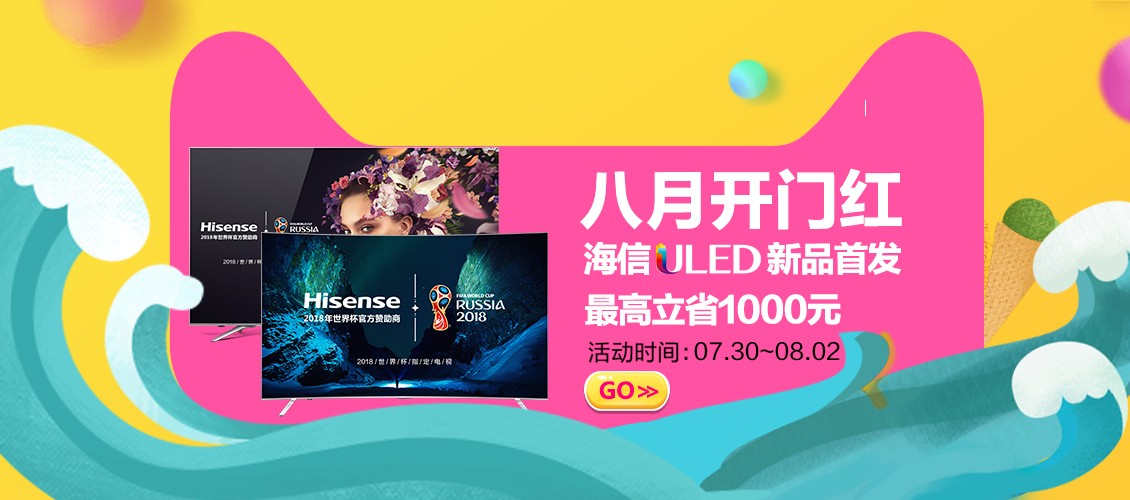 Hisense
2018年世界杯官方赞助商
FIFA WORLD CUP
RUSSIA
2018/世/界/杯
Hisense
2018年世界杯官方赞助商
FIFA WORLD CUP
RUSSIA
2018
2018/世/界/杯/指/定/电/视
八月开门红
海信ULED新品首发
最高立省1000元
活动时间:07.30~08.02
GO>>